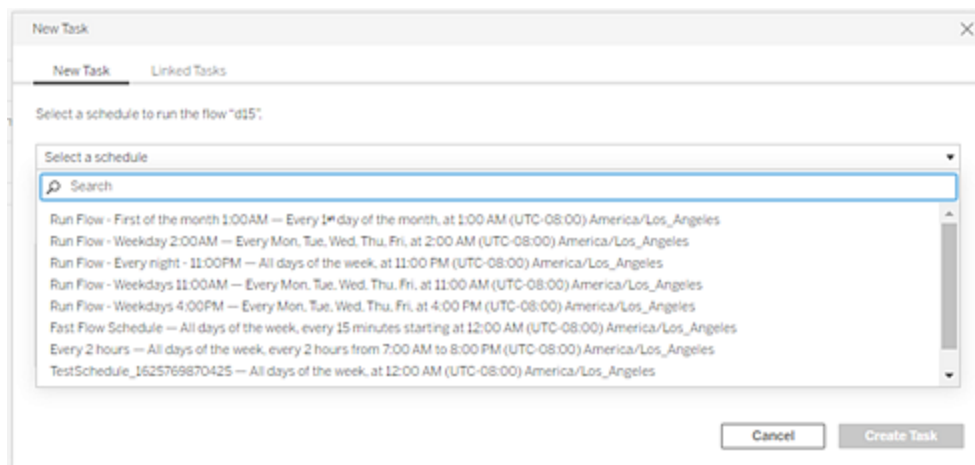 New Task
New Task Linked Tasks
Select a schedule to run the flow "d15".
Select a schedule
Search
Run Flow - First of the month 1:00AM — Every 1st day of the month, at 1:00 AM (UTC-08:00) America/Los_Angeles
Run Flow - Weekday 2:00AM — Every Mon, Tue, Wed, Thu, Fri, at 2:00 AM (UTC-08:00) America/Los_Angeles
Run Flow - Every night - 11:00PM — All days of the week, at 11:00 PM (UTC-08:00) America/Los_Angeles
Run Flow - Weekdays 11:00AM — Every Mon, Tue, Wed, Thu, Fri, at 11:00 AM (UTC-08:00) America/Los_Angeles
Run Flow - Weekdays 4:00PM — Every Mon, Tue, Wed, Thu, Fri, at 4:00 PM (UTC-08:00) America/Los_Angeles
Fast Flow Schedule — All days of the week, every 15 minutes starting at 12:00 AM (UTC-08:00) America/Los_Angeles
Every 2 hours — All days of the week, every 2 hours from 7:00 AM to 8:00 PM (UTC-08:00) America/Los_Angeles
TestSchedule_1625769870425 — All days of the week, at 12:00 AM (UTC-08:00) America/Los_Angeles
Cancel Create Task